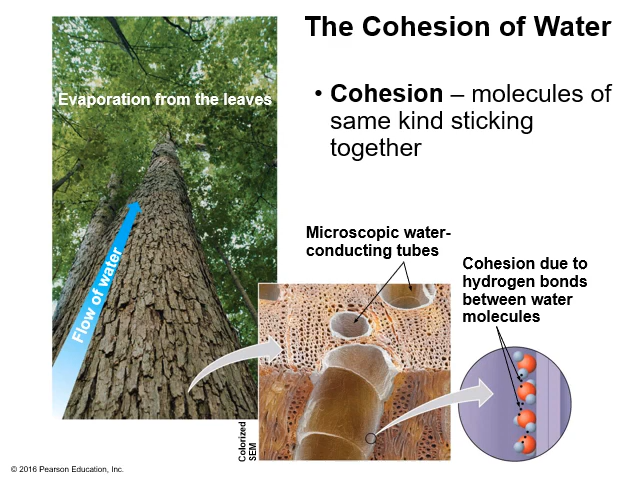 The Cohesion of Water
Evaporation from the leaves
• Cohesion – molecules of
same kind sticking
together
Flow of water
Microscopic water-
conducting tubes
Cohesion due to
hydrogen bonds
between water
molecules
Colorized
SEM
© 2016 Pearson Education, Inc.